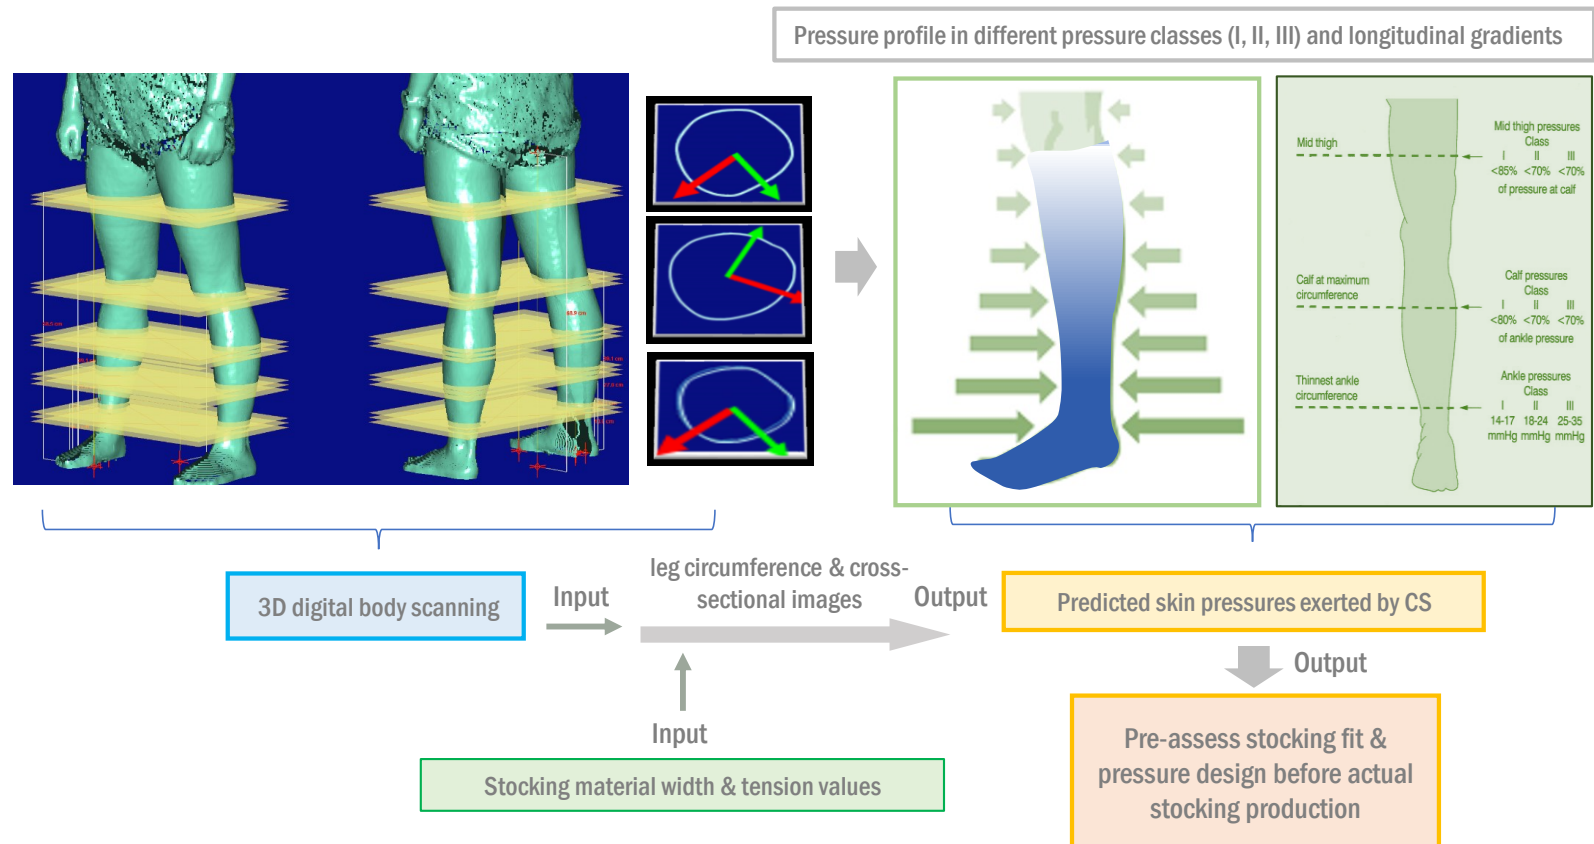 Pressure profile in different pressure classes (I, II, III) and longitudinal gradients
Mid thigh
Mid thigh pressures
Class
I II III
<85% <70% <70%
of pressure at calf
Calf at maximum
circumference
Calf pressures
Class
I II III
<80% <70% <70%
of ankle pressure
Thinnest ankle
circumference
Ankle pressures
Class
I II III
14-17 18-24 25-35
mmHg mmHg mmHg
3D digital body scanning
Input
leg circumference & cross-
sectional images
Output
Predicted skin pressures exerted by CS
Output
Input
Stocking material width & tension values
Pre-assess stocking fit &
pressure design before actual
stocking production